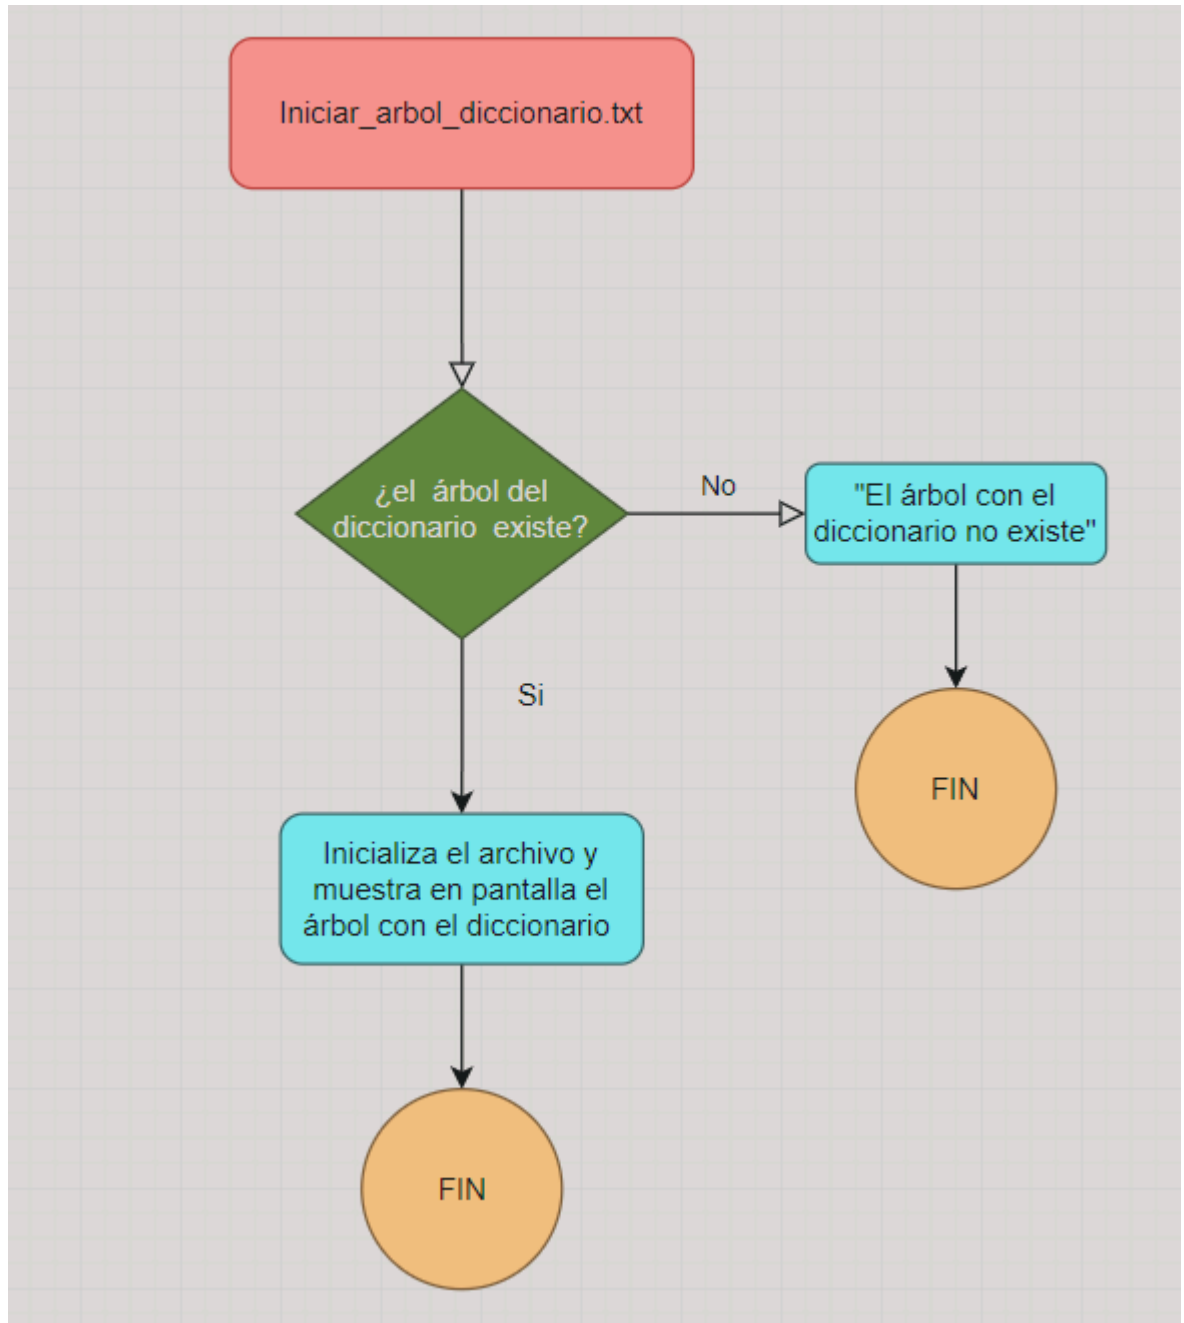 Iniciar_arbol_diccionario.txt
¿el árbol del
diccionario existe?
No
"El árbol con el
diccionario no existe"
Si
FIN
Inicializa el archivo y
muestra en pantalla el
árbol con el diccionario
FIN